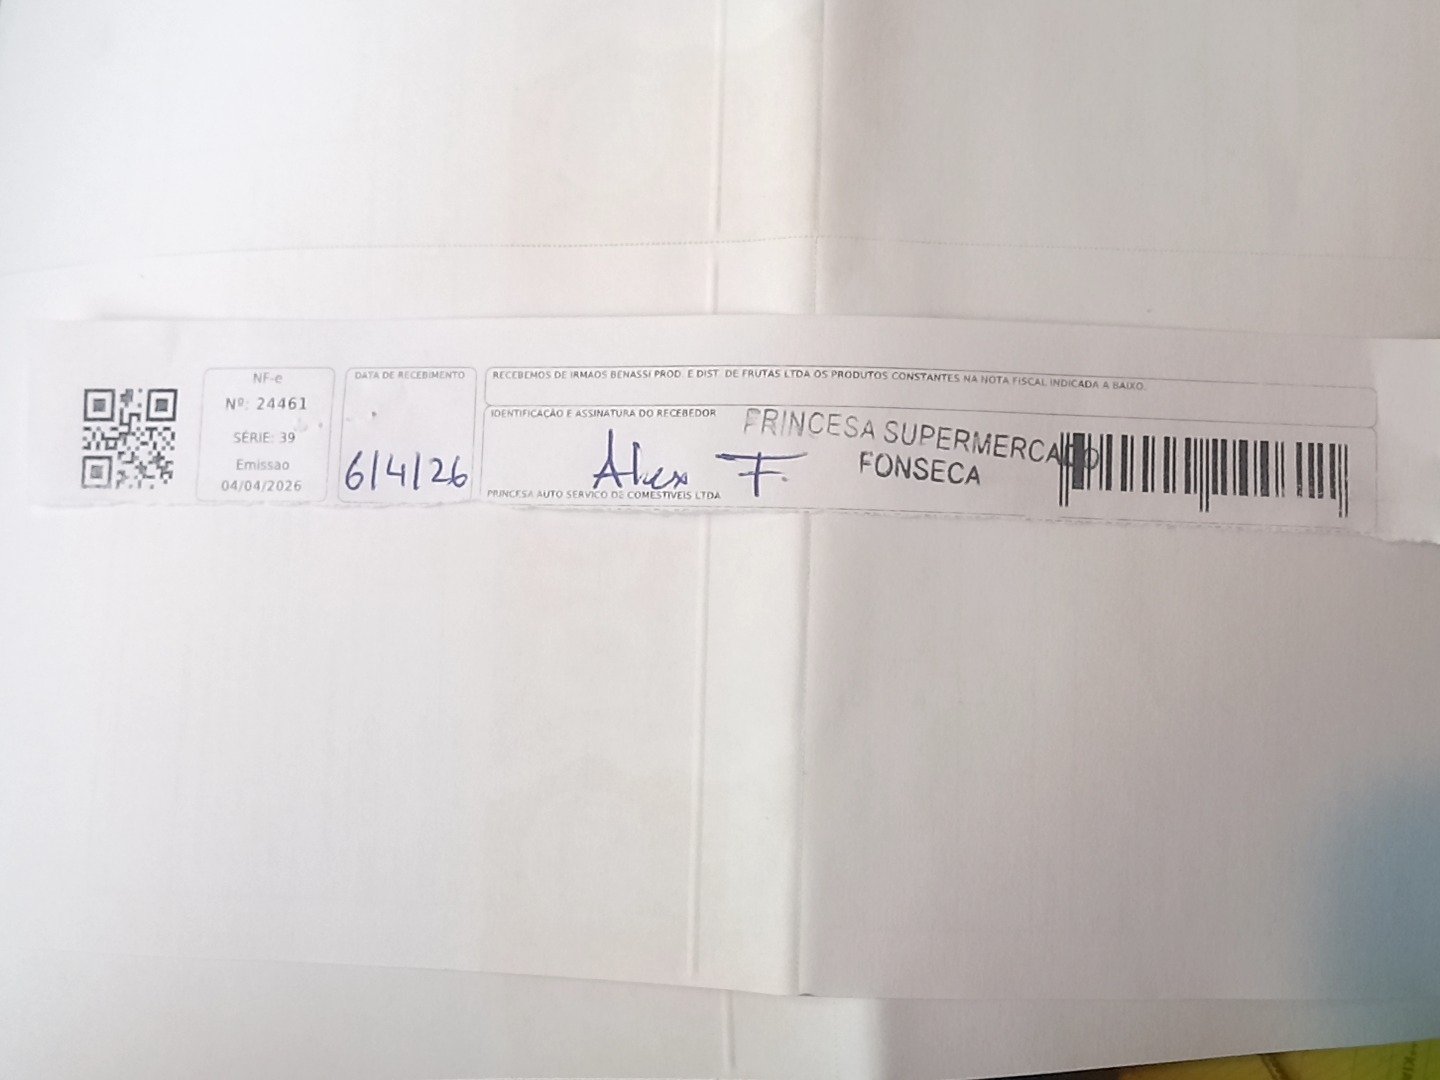 NF-e
Nº: 24461
SÉRIE: 39
Emissao
04/04/2026
DATA DE RECEBIMENTO
6/4/26
RECEBEMOS DE IRMAOS BENASSI PROD. E DIST. DE FRUTAS LTDA OS PRODUTOS CONSTANTES NA NOTA FISCAL INDICADA A BAIXO.
IDENTIFICAÇÃO E ASSINATURA DO RECEBEDOR
Alex F.
PRINCESA AUTO SERVICO DE COMESTIVEIS LTDA
PRINCESA SUPERMERCADO
FONSECA